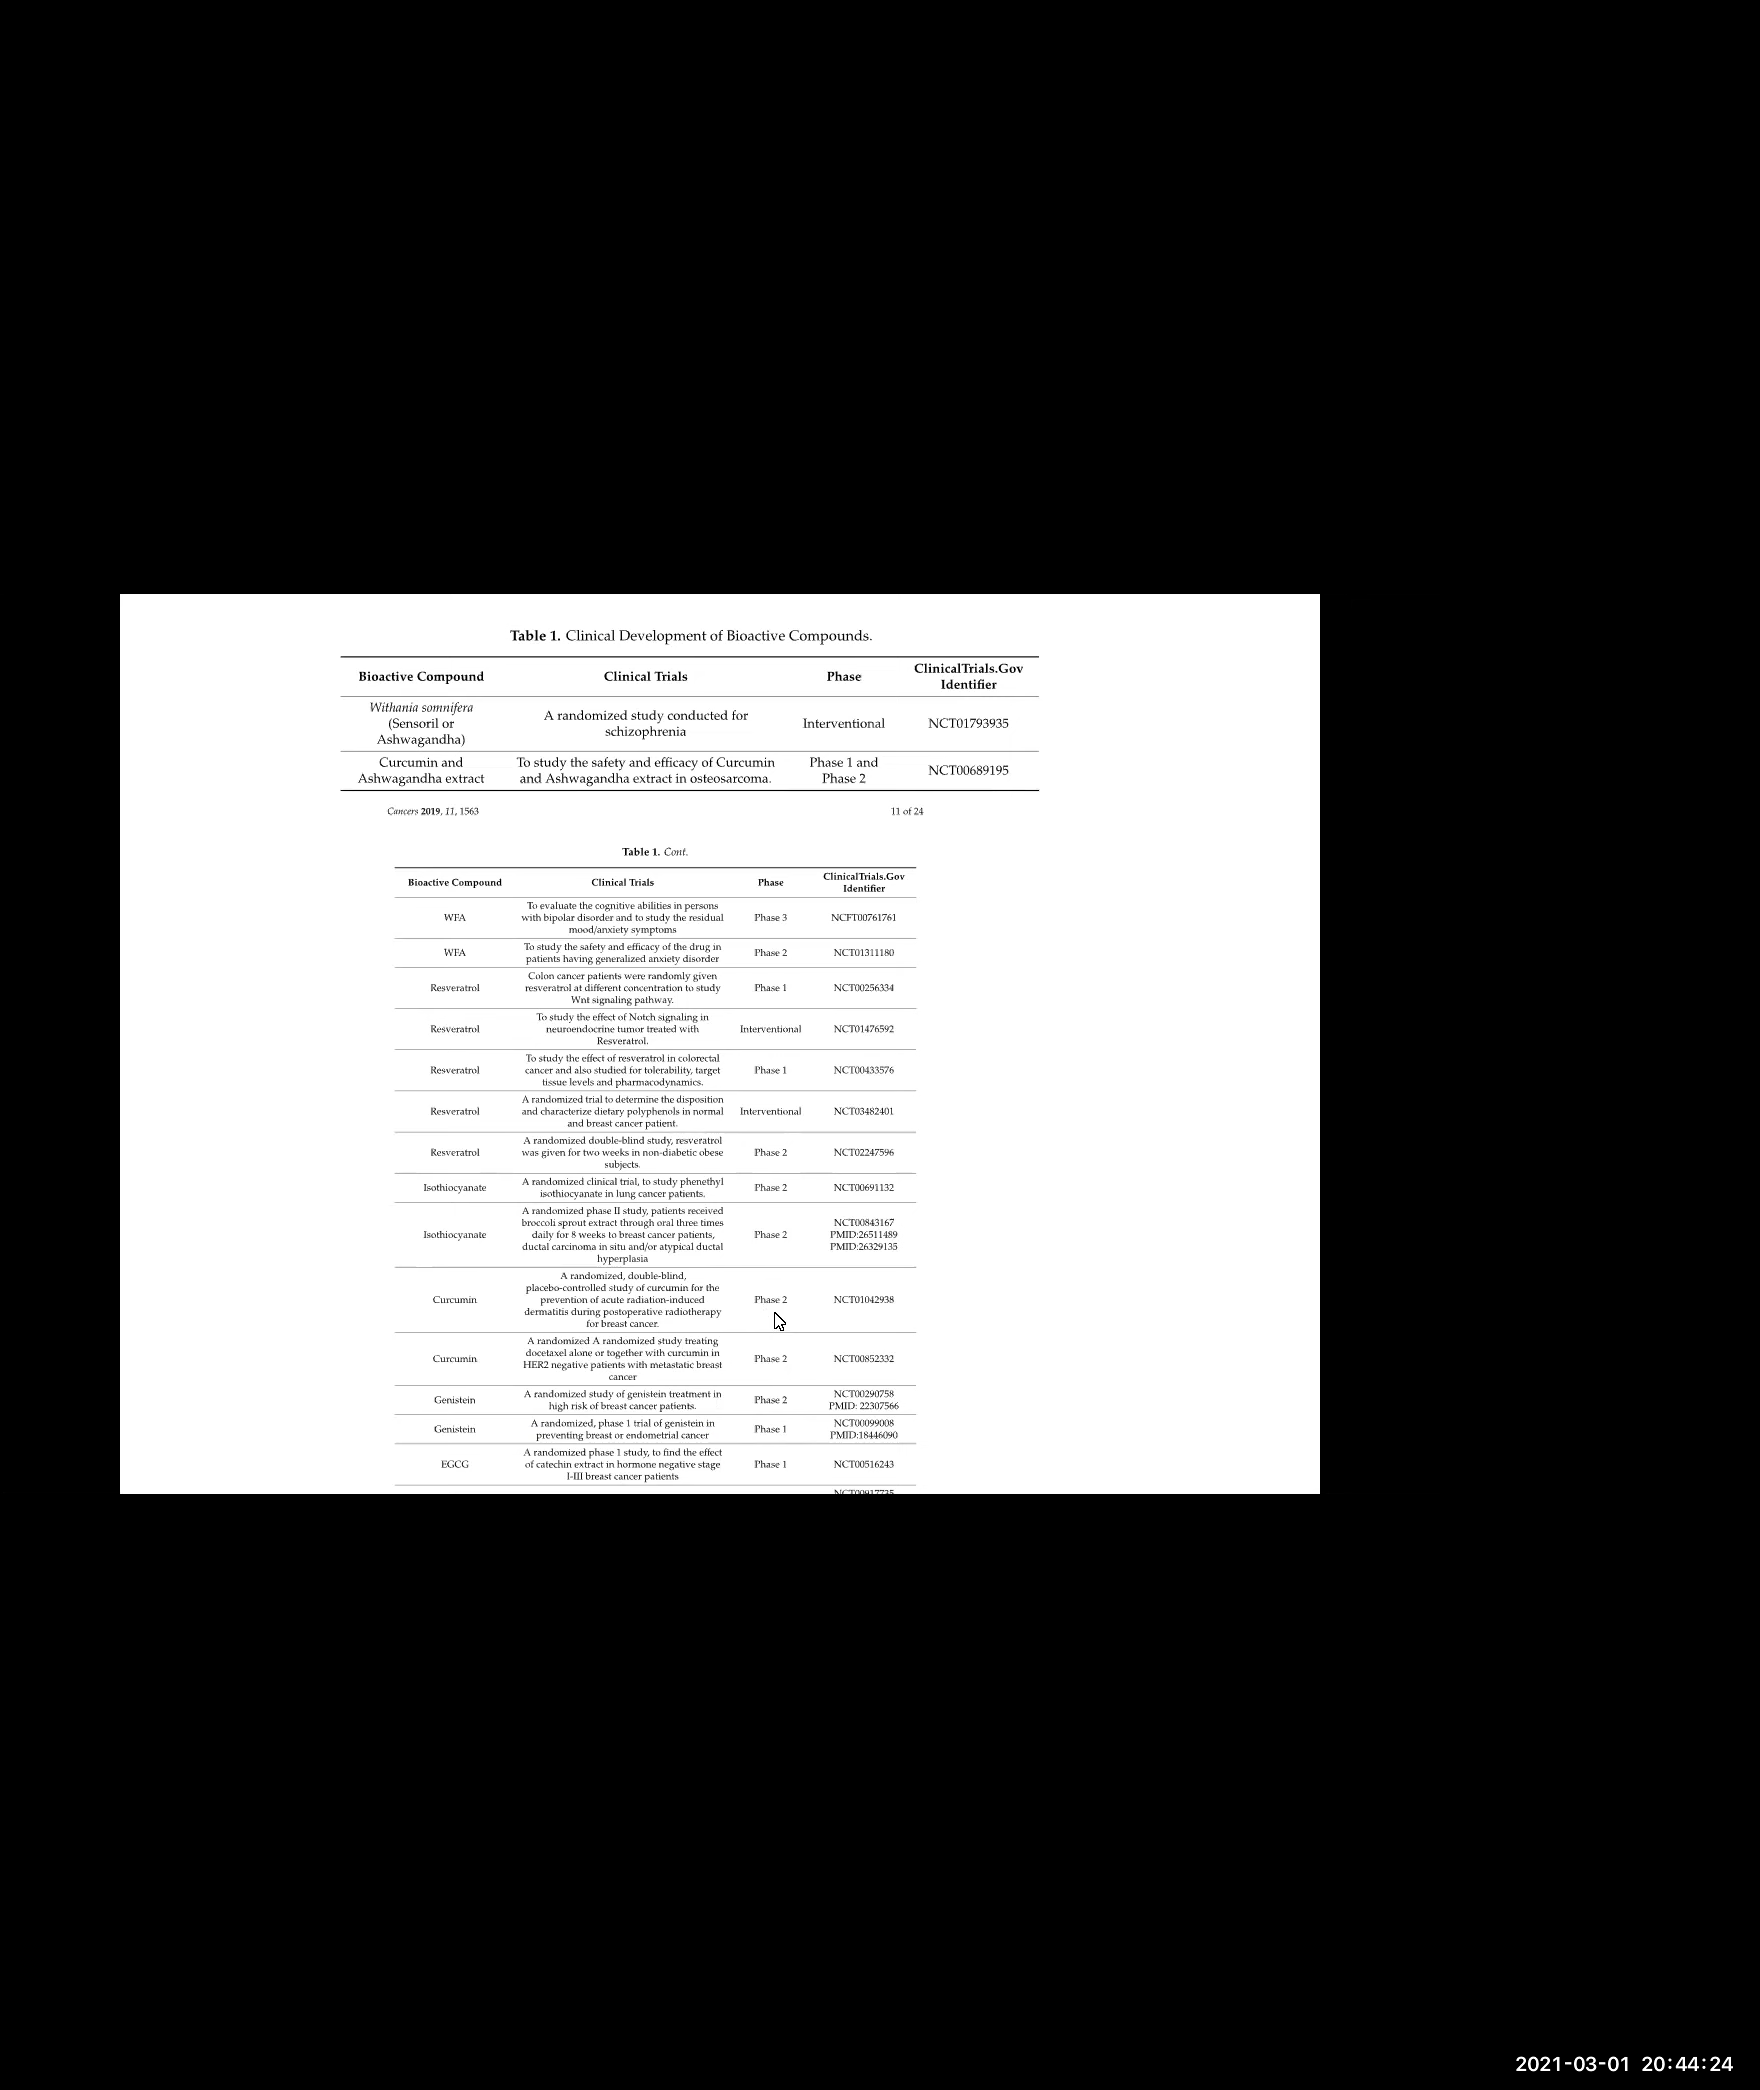 Table 1. Clinical Development of Bioactive Compounds.
Bioactive Compound Clinical Trials Phase ClinicalTrials.Gov Identifier
Withania somnifera (Sensoril or Ashwagandha) A randomized study conducted for schizophrenia Interventional NCT01793935
Curcumin and Ashwagandha extract To study the safety and efficacy of Curcumin and Ashwagandha extract in osteosarcoma. Phase 1 and Phase 2 NCT00689195
Cancers 2019, 11, 1563 11 of 24
Table 1. Cont.
Bioactive Compound Clinical Trials Phase ClinicalTrials.Gov Identifier
WFA To evaluate the cognitive abilities in persons with bipolar disorder and to study the residual mood/anxiety symptoms Phase 3 NCFT00761761
WFA To study the safety and efficacy of the drug in patients having generalized anxiety disorder Phase 2 NCT01311180
Resveratrol Colon cancer patients were randomly given resveratrol at different concentration to study Wnt signaling pathway. Phase 1 NCT00256334
Resveratrol To study the effect of Notch signaling in neuroendocrine tumor treated with Resveratrol. Interventional NCT01476592
Resveratrol To study the effect of resveratrol in colorectal cancer and also studied for tolerability, target tissue levels and pharmacodynamics. Phase 1 NCT00433576
Resveratrol A randomized trial to determine the disposition and characterize dietary polyphenols in normal and breast cancer patient. Interventional NCT03482401
Resveratrol A randomized double-blind study, resveratrol was given for two weeks in non-diabetic obese subjects. Phase 2 NCT02247596
Isothiocyanate A randomized clinical trial, to study phenethyl isothiocyanate in lung cancer patients. Phase 2 NCT00691132
Isothiocyanate A randomized phase II study, patients received broccoli sprout extract through oral three times daily for 8 weeks to breast cancer patients, ductal carcinoma in situ and/or atypical ductal hyperplasia Phase 2 NCT00843167 PMID:26511489 PMID:26329135
Curcumin A randomized, double-blind, placebo-controlled study of curcumin for the prevention of acute radiation-induced dermatitis during postoperative radiotherapy for breast cancer. Phase 2 NCT01042938
Curcumin A randomized A randomized study treating docetaxel alone or together with curcumin in HER2 negative patients with metastatic breast cancer Phase 2 NCT00852332
Genistein A randomized study of genistein treatment in high risk of breast cancer patients. Phase 2 NCT00290758 PMID: 22307566
Genistein A randomized, phase 1 trial of genistein in preventing breast or endometrial cancer Phase 1 NCT00099008 PMID:18446090
EGCG A randomized phase 1 study, to find the effect of catechin extract in hormone negative stage I-III breast cancer patients Phase 1 NCT00516243
2021-03-01 20:44:24